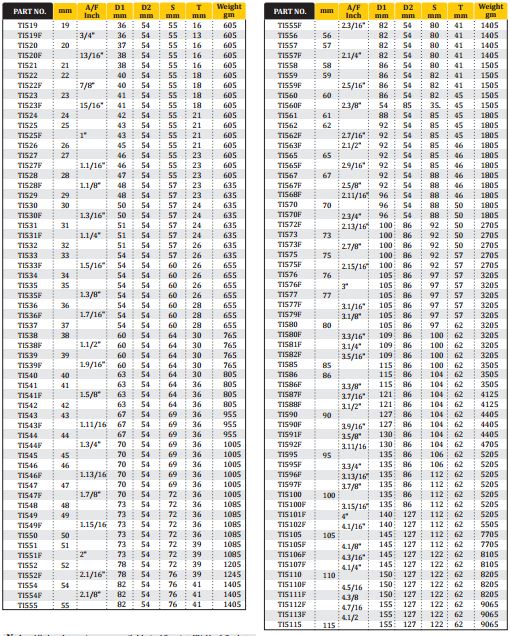 PART NO. mm A/F Inch D1 mm D2 mm S mm T mm Weight gm
TIS19 19 36 54 55 16 605
TIS19F 3/4" 36 54 55 13 605
TIS20 20 37 54 55 16 605
TIS20F 13/16" 38 54 55 16 605
TIS21 21 38 54 55 16 605
TIS22 22 40 54 55 18 605
TIS22F 7/8" 40 54 55 18 605
TIS23 23 41 54 55 18 605
TIS23F 15/16" 41 54 55 18 605
TIS24 24 42 54 55 21 605
TIS25 25 43 54 55 21 605
TIS25F 1" 43 54 55 21 605
TIS26 26 45 54 55 21 605
TIS27 27 46 54 55 23 605
TIS27F 1.1/16" 46 54 55 23 605
TIS28 28 47 54 55 23 605
TIS28F 1.1/8" 48 54 57 23 635
TIS29 29 48 54 57 23 635
TIS30 30 50 54 57 24 635
TIS30F 1.3/16" 50 54 57 24 635
TIS31 31 51 54 57 24 635
TIS31F 1.1/4" 51 54 57 24 635
TIS32 32 51 54 57 26 635
TIS33 33 54 54 57 26 635
TIS33F 1.5/16" 54 54 60 26 655
TIS34 34 54 54 60 26 655
TIS35 35 54 54 60 26 655
TIS35F 1.3/8" 54 54 60 26 655
TIS36 36 54 54 60 28 655
TIS36F 1.7/16" 54 54 60 28 655
TIS37 37 54 54 60 28 655
TIS38 38 60 54 64 30 765
TIS38F 1.1/2" 60 54 64 30 765
TIS39 39 60 54 64 30 765
TIS39F 1.9/16" 60 54 64 30 765
TIS40 40 63 54 64 30 805
TIS41 41 63 54 64 36 805
TIS41F 1.5/8" 63 54 64 36 805
TIS42 42 63 54 64 36 805
TIS43 43 67 54 69 36 955
TIS43F 1.11/16 67 54 69 36 955
TIS44 44 67 54 69 36 955
TIS44F 1.3/4" 70 54 69 36 1005
TIS45 45 70 54 69 36 1005
TIS46 46 70 54 69 36 1005
TIS46F 1.13/16 70 54 69 36 1005
TIS47 47 70 54 69 36 1005
TIS47F 1.7/8" 70 54 72 36 1005
TIS48 48 73 54 72 36 1085
TIS49 49 73 54 72 36 1085
TIS49F 1.15/16 73 54 72 36 1085
TIS50 50 73 54 72 36 1085
TIS51 51 73 54 72 39 1085
TIS51F 2" 73 54 72 39 1085
TIS52 52 78 54 72 39 1205
TIS52F 2.1/16" 78 54 76 39 1245
TIS54 54 82 54 76 41 1405
TIS54F 2.1/8" 82 54 76 41 1405
TIS55 55 82 54 76 41 1405
PART NO. mm A/F Inch D1 mm D2 mm S mm T mm Weight gm
TIS55F 2.3/16" 82 54 80 41 1405
TIS56 56 82 54 80 41 1405
TIS57 57 82 54 80 41 1405
TIS57F 2.1/4" 82 54 80 41 1405
TIS58 58 86 54 80 41 1505
TIS59 59 86 54 82 41 1505
TIS59F 2.5/16" 86 54 82 41 1505
TIS60 60 86 54 82 45 1505
TIS60F 2.3/8" 54 85 35. 1505
TIS61 61 88 54 85 45 1805
TIS62 62 92 54 85 45 1805
TIS62F 2.7/16" 92 54 85 45 1805
TIS63F 2.1/2" 92 54 85 46 1805
TIS65 65 92 54 85 46 1805
TIS65F 2.9/16" 92 54 88 46 1805
TIS67 67 92 54 88 46 1805
TIS67F 2.5/8" 92 54 88 46 1805
TIS68F 2.11/16" 96 54 88 46 1805
TIS70 70 96 54 88 50 1805
TIS70F 2.3/4" 96 54 88 50 1805
TIS72F 2.13/16" 100 86 92 50 2705
TIS73 73 100 86 92 50 2705
TIS73F 2.7/8" 100 86 92 50 2705
TIS75 75 100 86 92 57 2705
TIS75F 2.15/16" 100 86 92 57 2705
TIS76 76 105 86 97 57 3205
TIS76F 3" 105 86 97 57 3205
TIS77 77 105 86 97 57 3205
TIS77F 3.1/16" 105 86 97 57 3205
TIS79F 3.1/8" 105 86 97 57 3205
TIS80 80 105 86 97 62 3205
TIS80F 3.3/16" 109 86 100 62 3205
TIS81F 3.1/4" 109 86 100 62 3205
TIS82F 3.5/16" 109 86 100 62 3205
TIS85 85 115 86 100 62 3505
TIS86 86 115 86 104 62 3505
TIS86F 3.3/8" 115 86 104 62 3505
TIS87F 3.7/16" 121 86 104 62 4125
TIS88F 3.1/2" 121 86 104 62 4125
TIS90 90 127 86 104 62 4405
TIS90F 3.9/16" 127 86 104 62 4405
TIS91F 3.5/8" 130 86 104 62 4405
TIS92F 3.11/16 130 86 104 62 4705
TIS95 95 135 86 106 62 5205
TIS95F 3.3/4" 135 86 106 62 5205
TIS96F 3.13/16" 135 86 112 62 5205
TIS97F 3.7/8" 135 86 112 62 5205
TIS100 100 135 86 112 62 5205
TIS100F 3.15/16" 135 86 112 62 5205
TIS101F 4" 140 127 112 62 5205
TIS102F 4.1/16" 140 127 112 62 5505
TIS105 105 145 127 112 62 7705
TIS105F 4.1/8" 145 127 112 62 7705
TIS106F 4.3/16" 145 127 122 62 8105
TIS107F 4.1/4" 145 127 122 62 8105
TIS110 110 150 127 122 62 8205
TIS110F 4.5/16 150 127 122 62 8205
TIS111F 4.3/8 150 127 122 62 8205
TIS112F 4.7/16 155 127 122 62 9065
TIS113F 4.1/2 155 127 122 62 9065
TIS115 115 155 127 122 62 9065